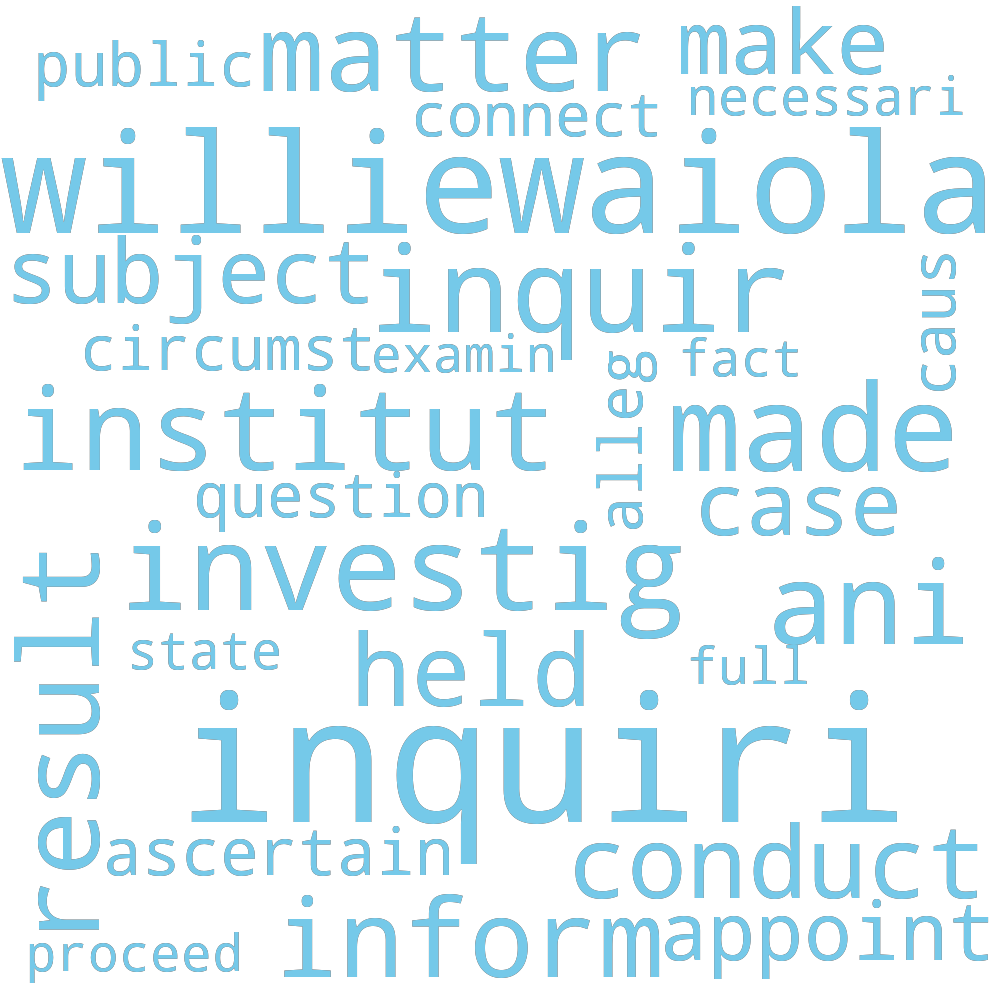 public matter make
connect necessari
williewaiola
subject inquir caus
circumst examin alleg fact
institut made
question case
investig ani
result state held full
inquiri
ascertain conduct
proceed inform appoint